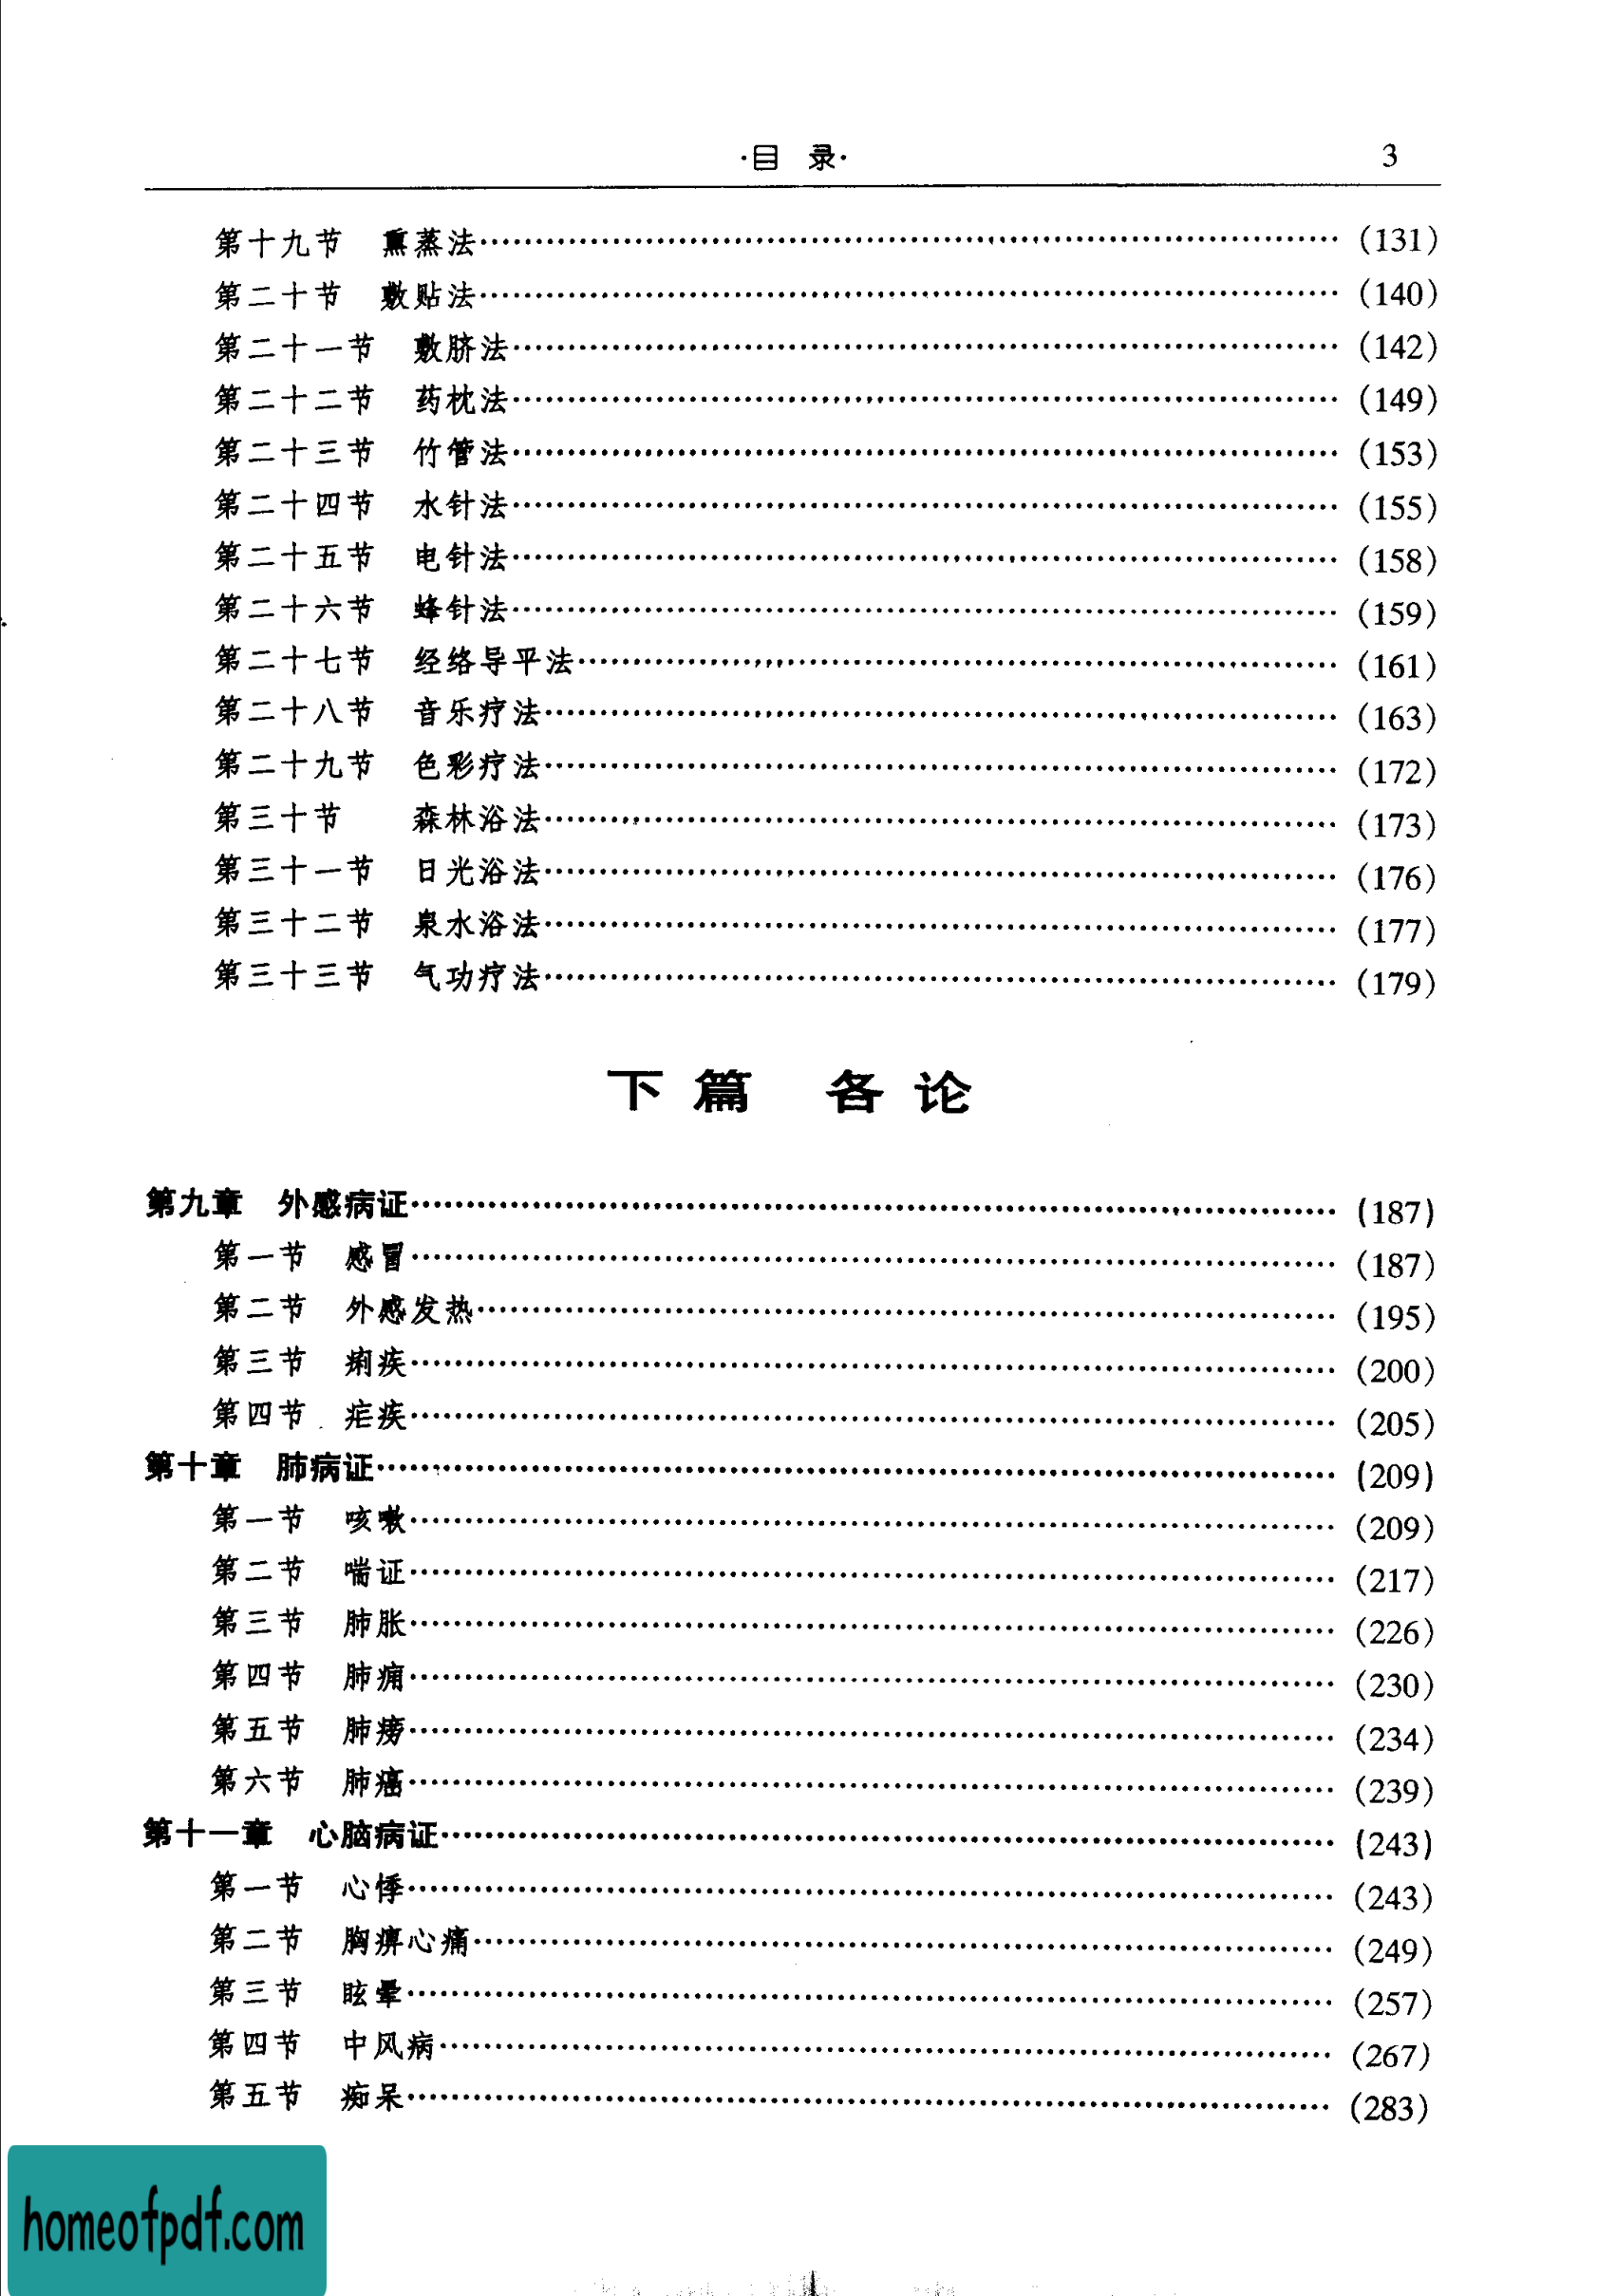 ·目 录· 3
第十九节 熏蒸法…………(131)
第二十节 敷贴法…………(140)
第二十一节 敷脐法…………(142)
第二十二节 药枕法…………(149)
第二十三节 竹管法…………(153)
第二十四节 水针法…………(155)
第二十五节 电针法…………(158)
第二十六节 蜂针法…………(159)
第二十七节 经络导平法…………(161)
第二十八节 音乐疗法…………(163)
第二十九节 色彩疗法…………(172)
第三十节 森林浴法…………(173)
第三十一节 日光浴法…………(176)
第三十二节 泉水浴法…………(177)
第三十三节 气功疗法…………(179)
下篇 各论
第九章 外感病证…………(187)
第一节 感冒…………(187)
第二节 外感发热…………(195)
第三节 痢疾…………(200)
第四节 疟疾…………(205)
第十章 肺病证…………(209)
第一节 咳嗽…………(209)
第二节 喘证…………(217)
第三节 肺胀…………(226)
第四节 肺痈…………(230)
第五节 肺痨…………(234)
第六节 肺癌…………(239)
第十一章 心脑病证…………(243)
第一节 心悸…………(243)
第二节 胸痹心痛…………(249)
第三节 眩晕…………(257)
第四节 中风病…………(267)
第五节 痴呆…………(283)
homeofpdf.com